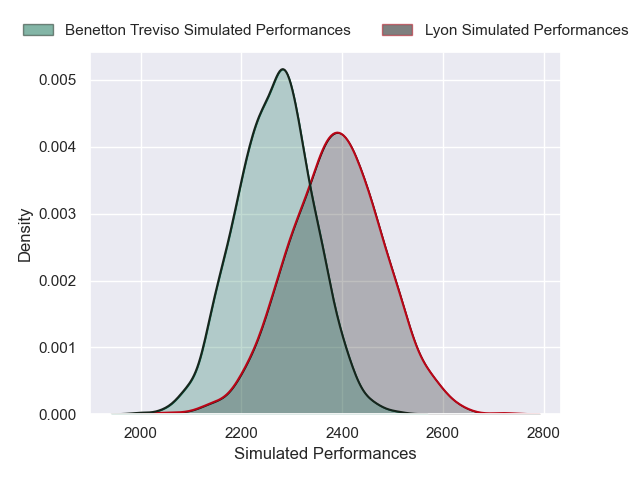 Benetton Treviso Simulated Performances Lyon Simulated Performances
0.005
0.004
0.003
0.002
0.001
0.000
Density
2000 2200 2400 2600 2800
Simulated Performances